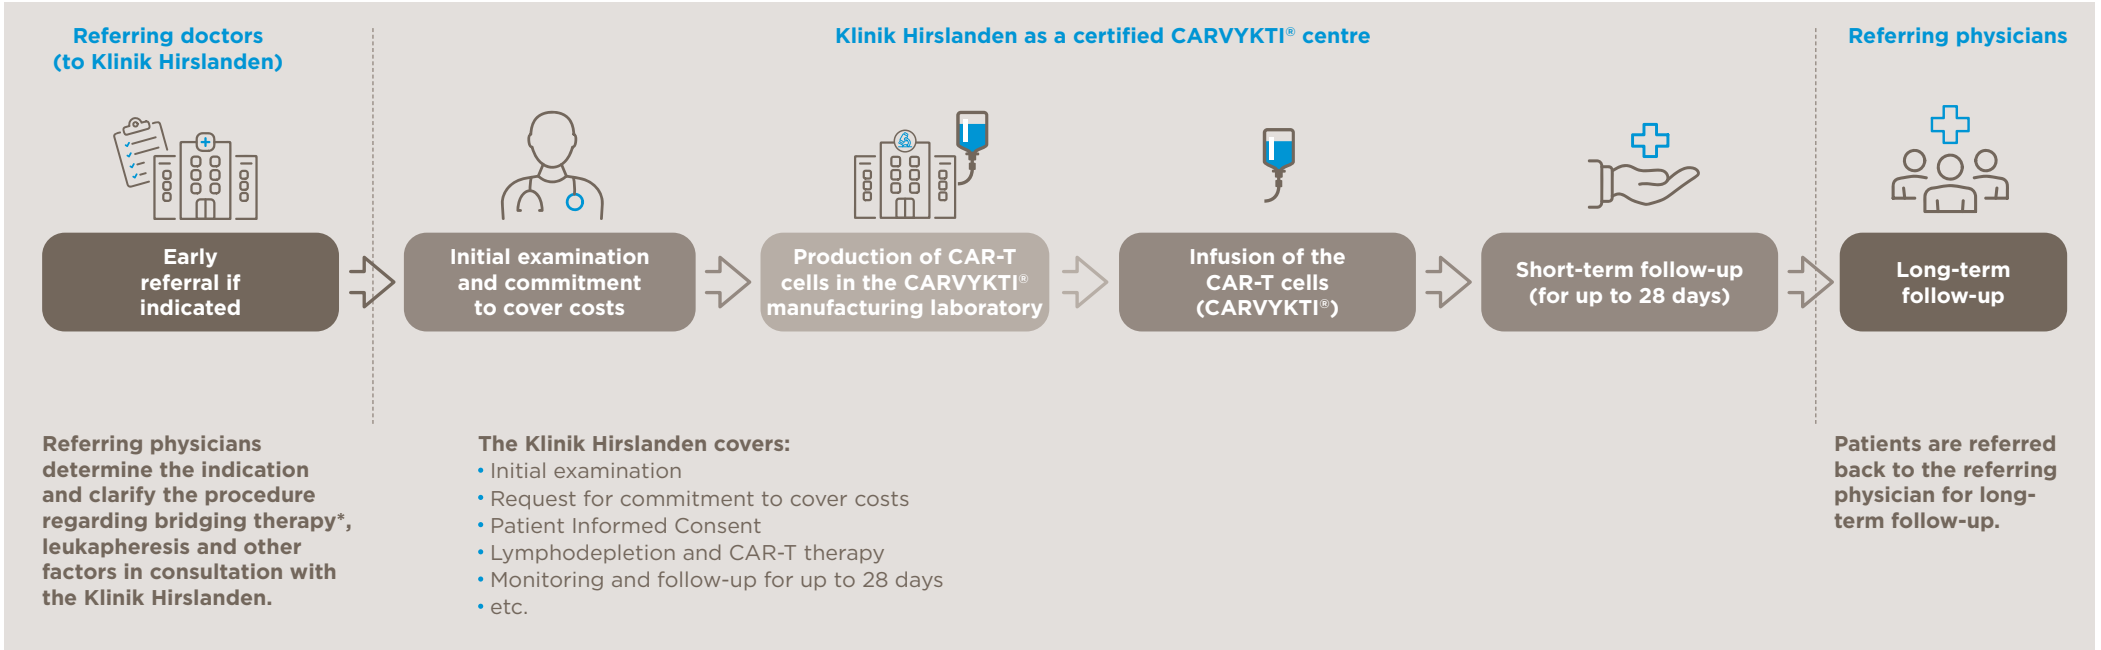 Referring doctors
(to Klinik Hirslanden)
Klinik Hirslanden as a certified CARVYKTI® centre
Referring physicians
Early
referral if
indicated
Initial examination
and commitment
to cover costs
Production of CAR-T
cells in the CARVYKTI®
manufacturing laboratory
Infusion of the
CAR-T cells
(CARVYKTI®)
Short-term follow-up
(for up to 28 days)
Long-term
follow-up
Referring physicians
determine the indication
and clarify the procedure
regarding bridging therapy*,
leukapheresis and other
factors in consultation with
the Klinik Hirslanden.
The Klinik Hirslanden covers:
• Initial examination
• Request for commitment to cover costs
• Patient Informed Consent
• Lymphodepletion and CAR-T therapy
• Monitoring and follow-up for up to 28 days
• etc.
Patients are referred
back to the referring
physician for long-
term follow-up.